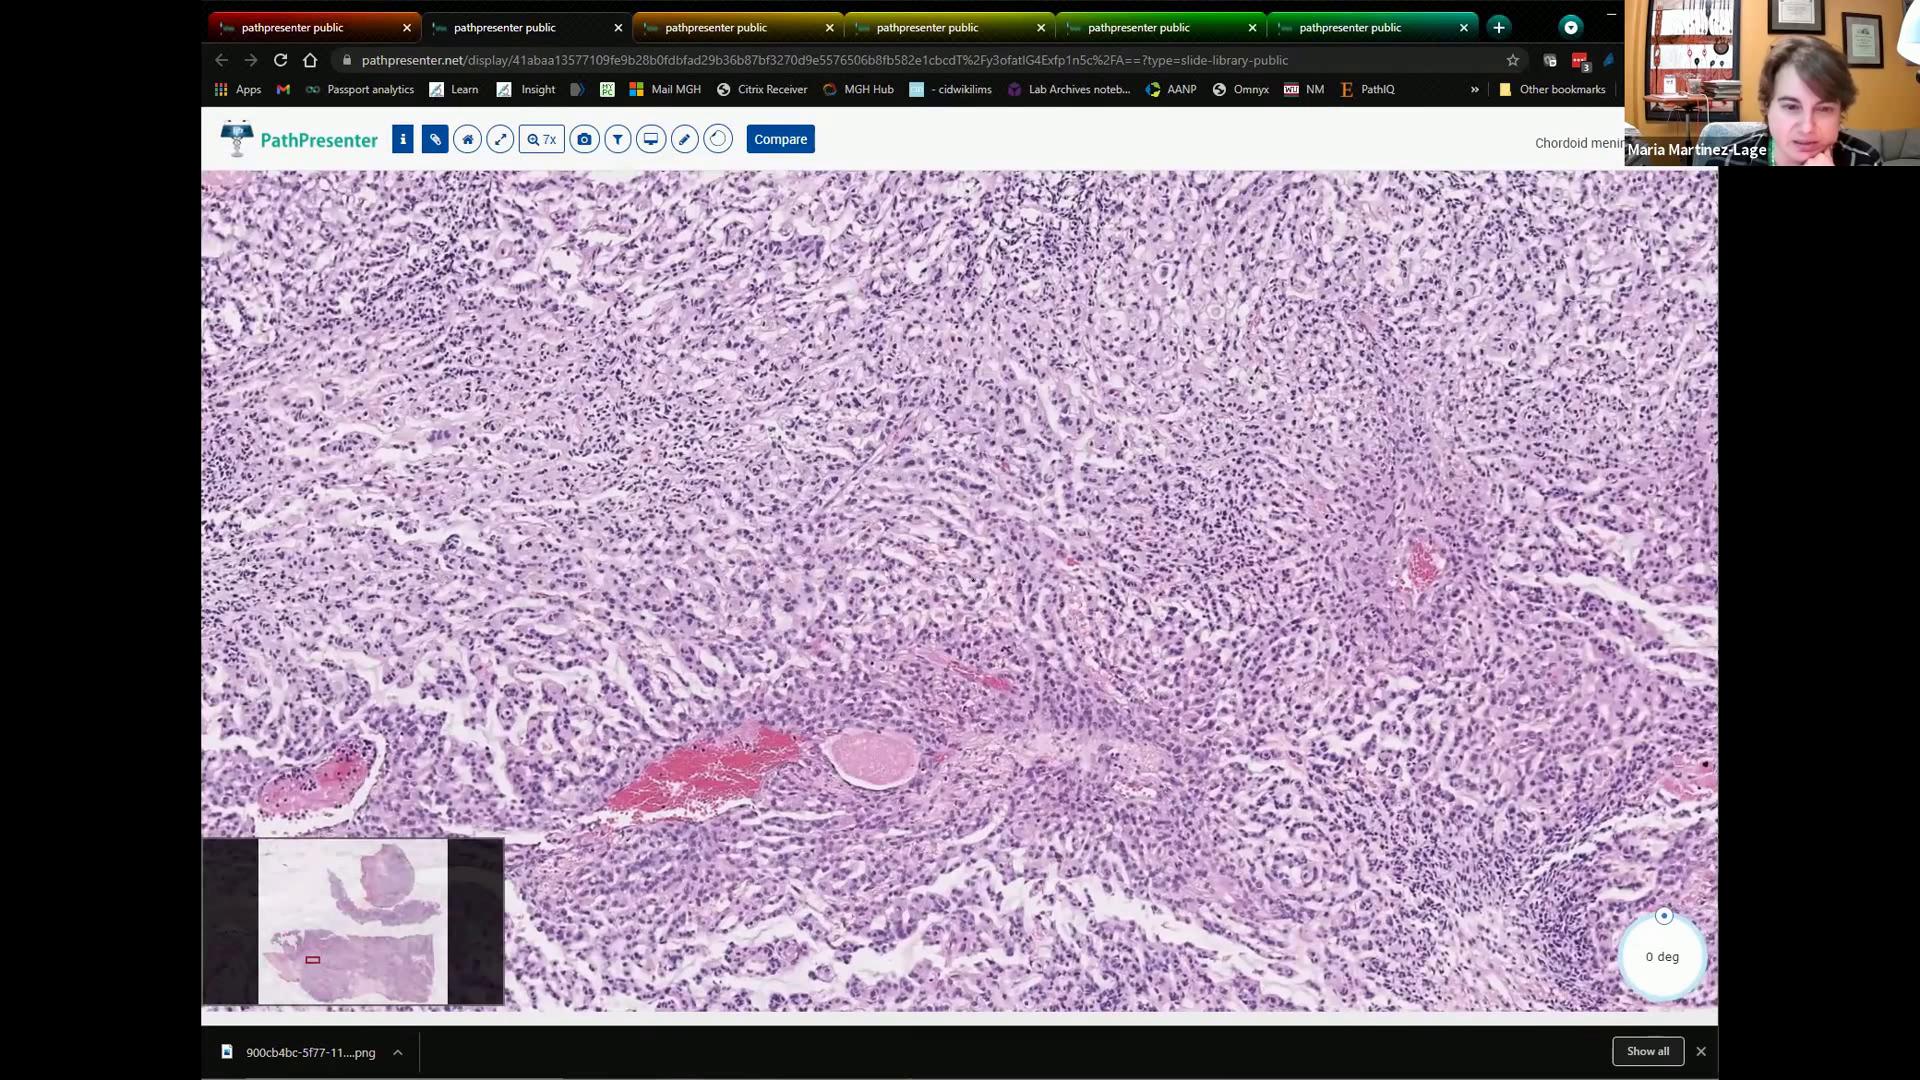 pathpresenter public
pathpresenter public
pathpresenter public
pathpresenter public
pathpresenter public
pathpresenter public
pathpresenter.net/display/41abaa13577109fe9b28b0fdbfad29b36b87bf3270d9e5576506b8fb582e1cbcdT%2Fy3ofatIG4Exfp1n5c%2FA==?type=slide-library-public
3
Apps
Passport analytics
Learn
Insight
Mail MGH
Citrix Receiver
MGH Hub
- cidwikilims
Lab Archives noteb...
AANP
Omnyx
NM
PathIQ
»
Other bookmarks
PathPresenter
7x
Compare
Chordoid menin
Maria Martinez-Lage
0 deg
900cb4bc-5f77-11....png
Show all